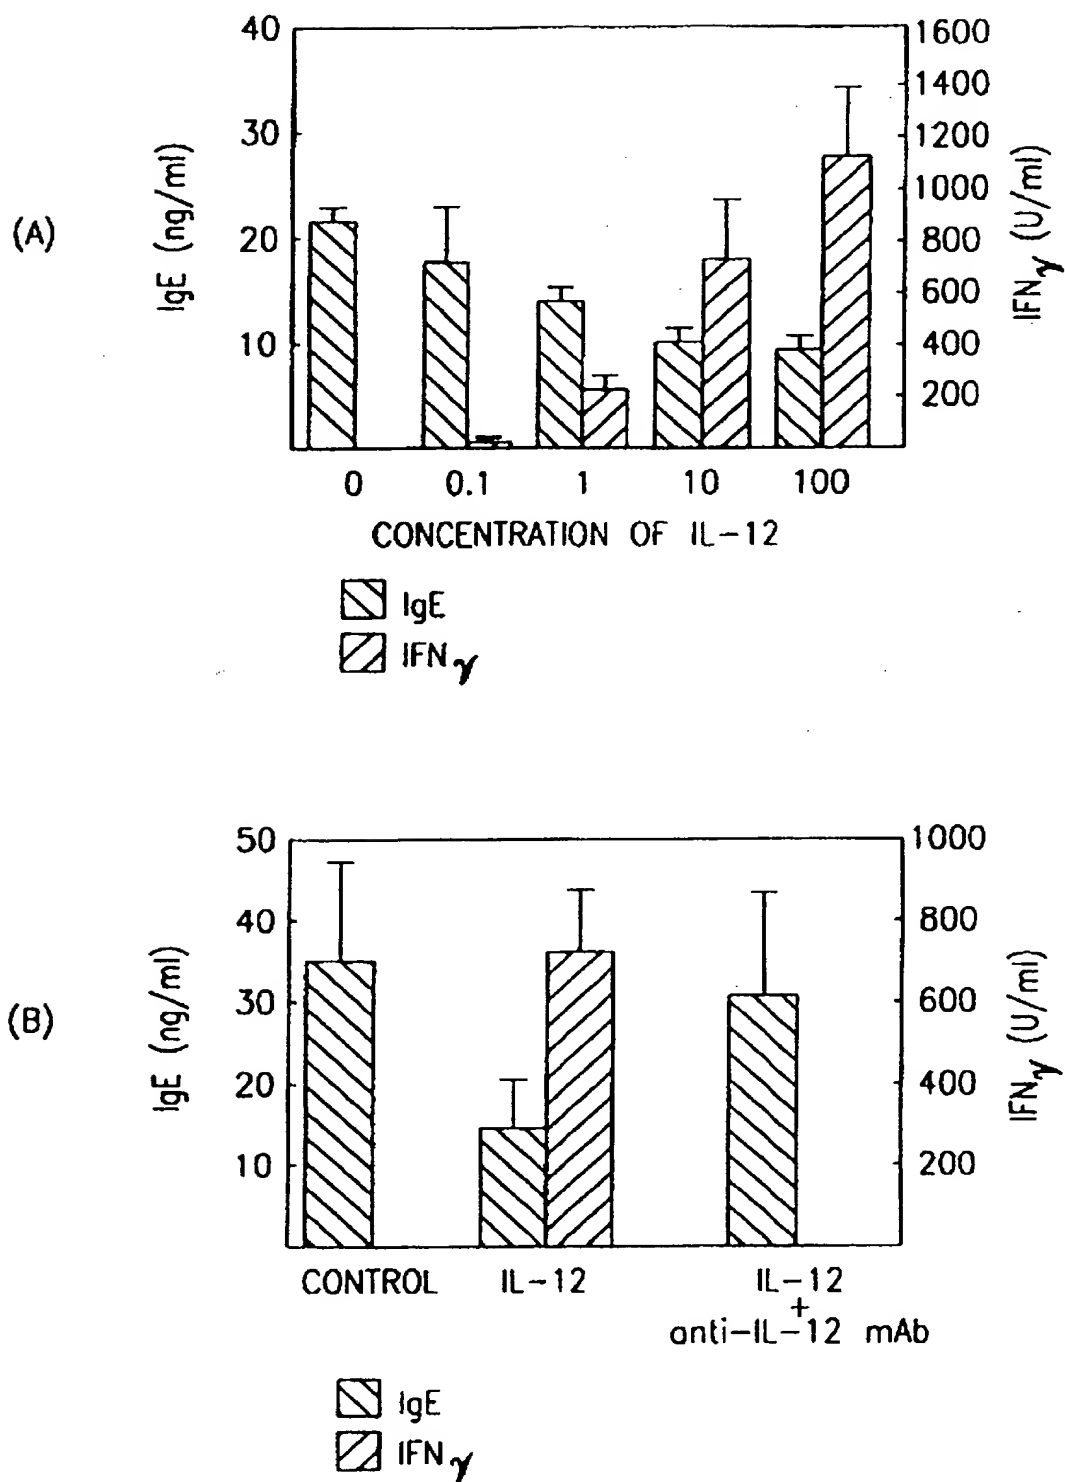 (A)
IgE (ng/ml)
40
30
20
10
1600
1400
1200
1000
800
600
400
200
IFNγ (U/ml)
0 0.1 1 10 100
CONCENTRATION OF IL-12
IgE
IFNγ
(B)
IgE (ng/ml)
50
40
30
20
10
1000
800
600
400
200
IFNγ (U/ml)
CONTROL IL-12 IL-12
+
anti-IL-12 mAb
IgE
IFNγ